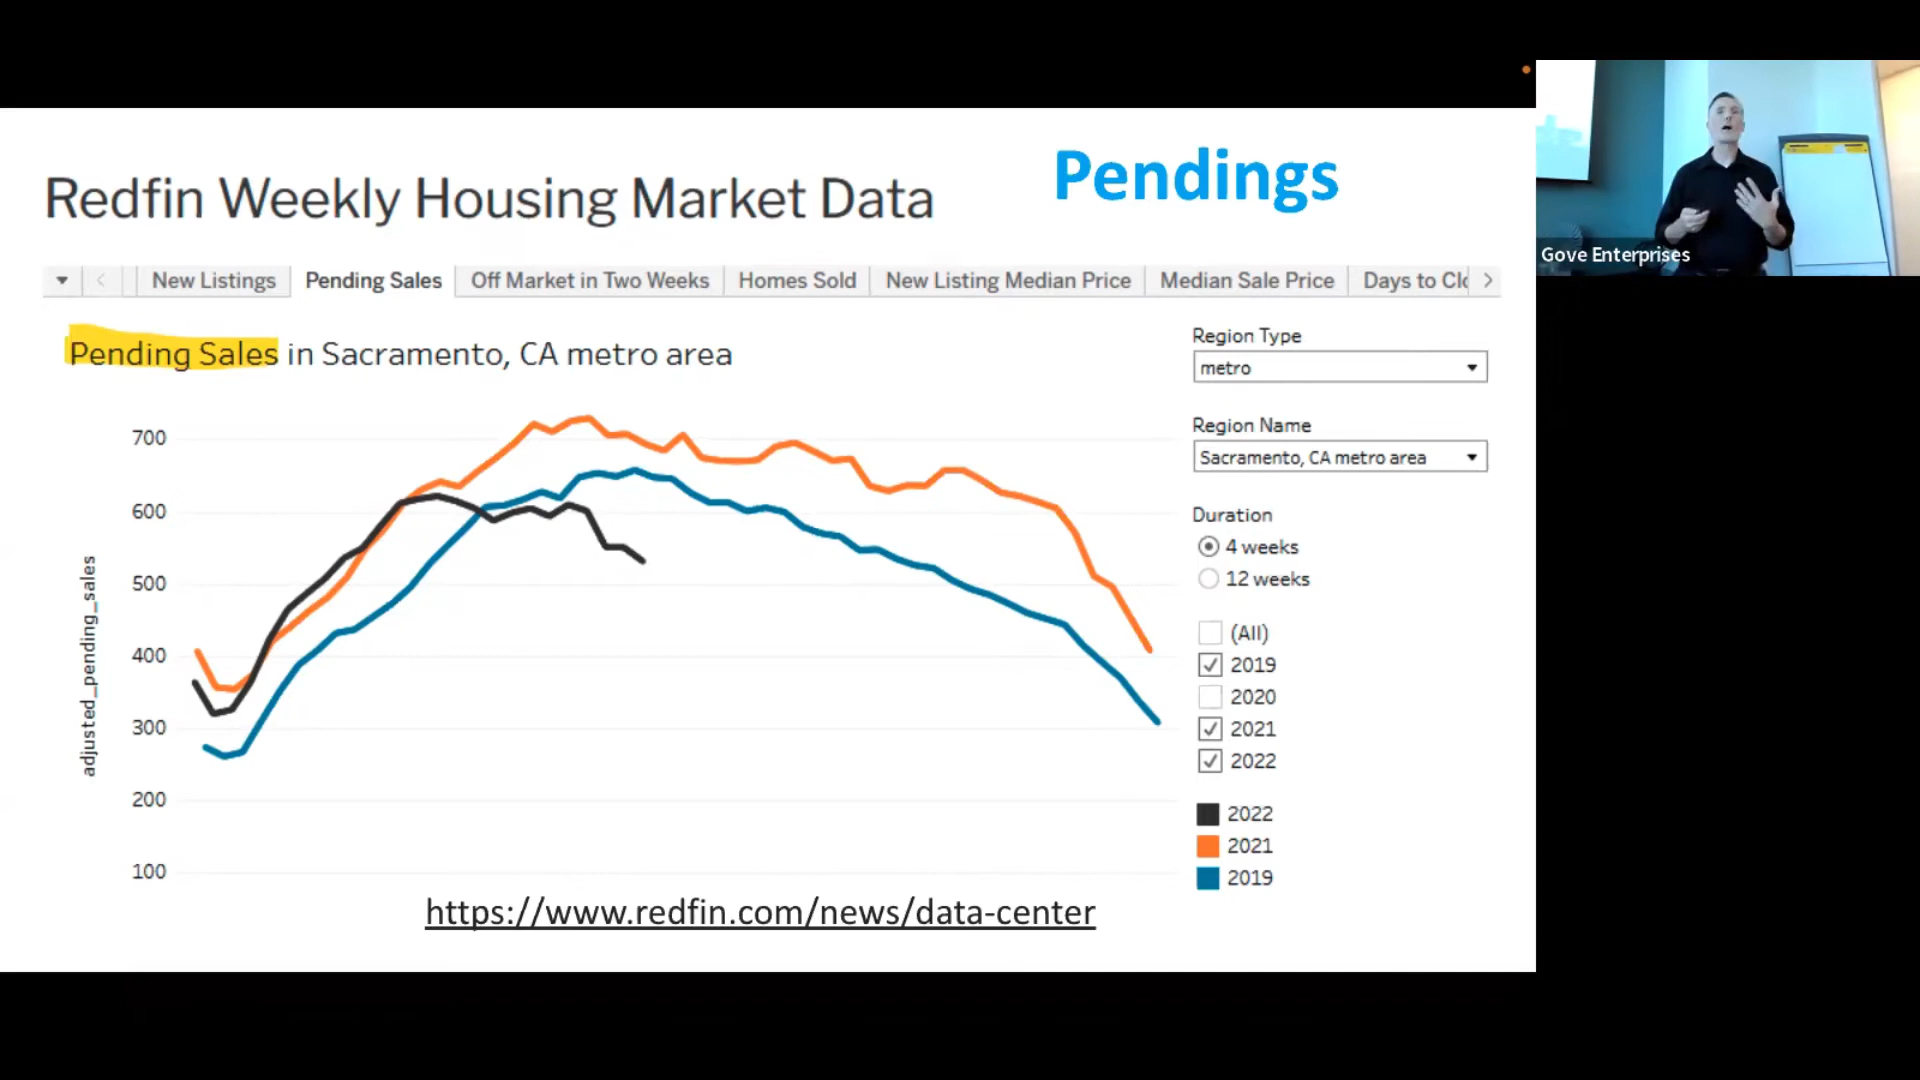 Redfin Weekly Housing Market Data
Pendings
New Listings
Pending Sales
Off Market in Two Weeks
Homes Sold
New Listing Median Price
Median Sale Price
Days to Clo
Pending Sales in Sacramento, CA metro area
adjusted_pending_sales
700
600
500
400
300
200
100
Region Type
metro
Region Name
Sacramento, CA metro area
Duration
4 weeks
12 weeks
(All)
2019
2020
2021
2022
2022
2021
2019
https://www.redfin.com/news/data-center
Gove Enterprises